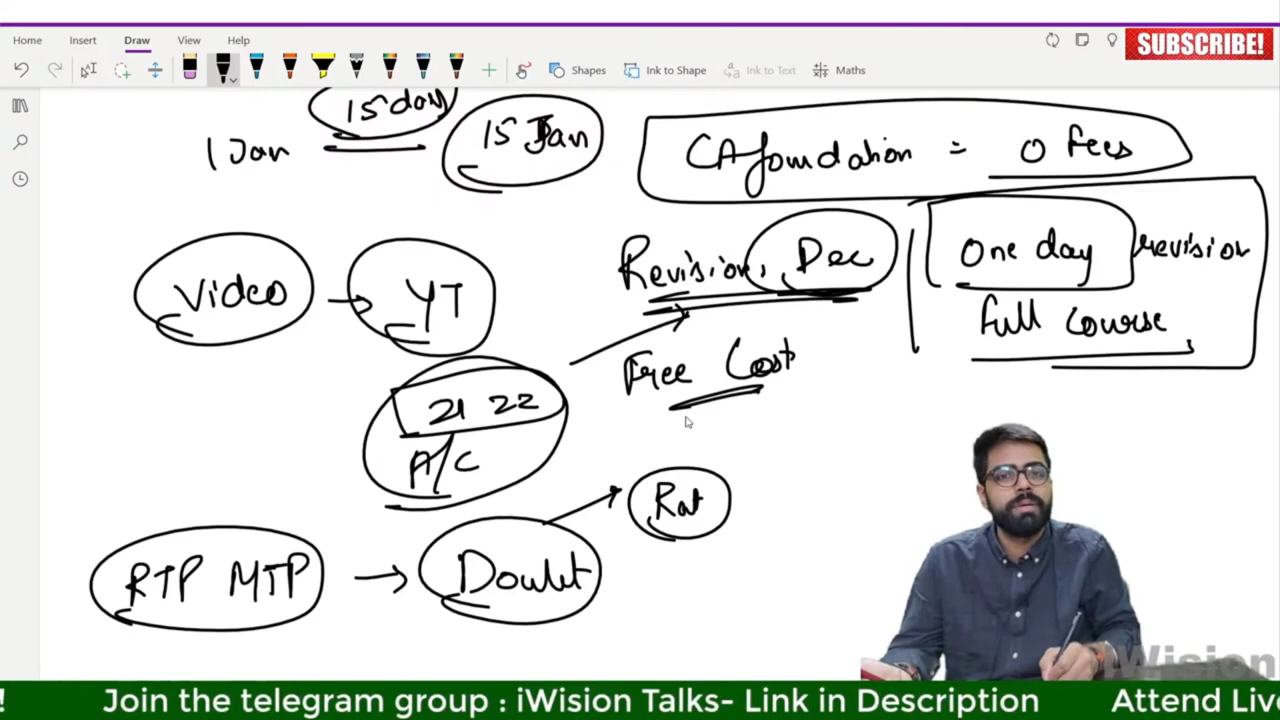 Home Insert Draw View Help
SUBSCRIBE!
Shapes Ink to Shape Ink to Text Maths
15 day
1 Jan
15 Jan
CA foundation = 0 fees
Video → YT
Revision, Dec
One day revision
full course
Free Cost
21 22
A/C
Rat
RTP MTP → Doubt
iWision
! Join the telegram group : iWision Talks- Link in Description Attend Liv